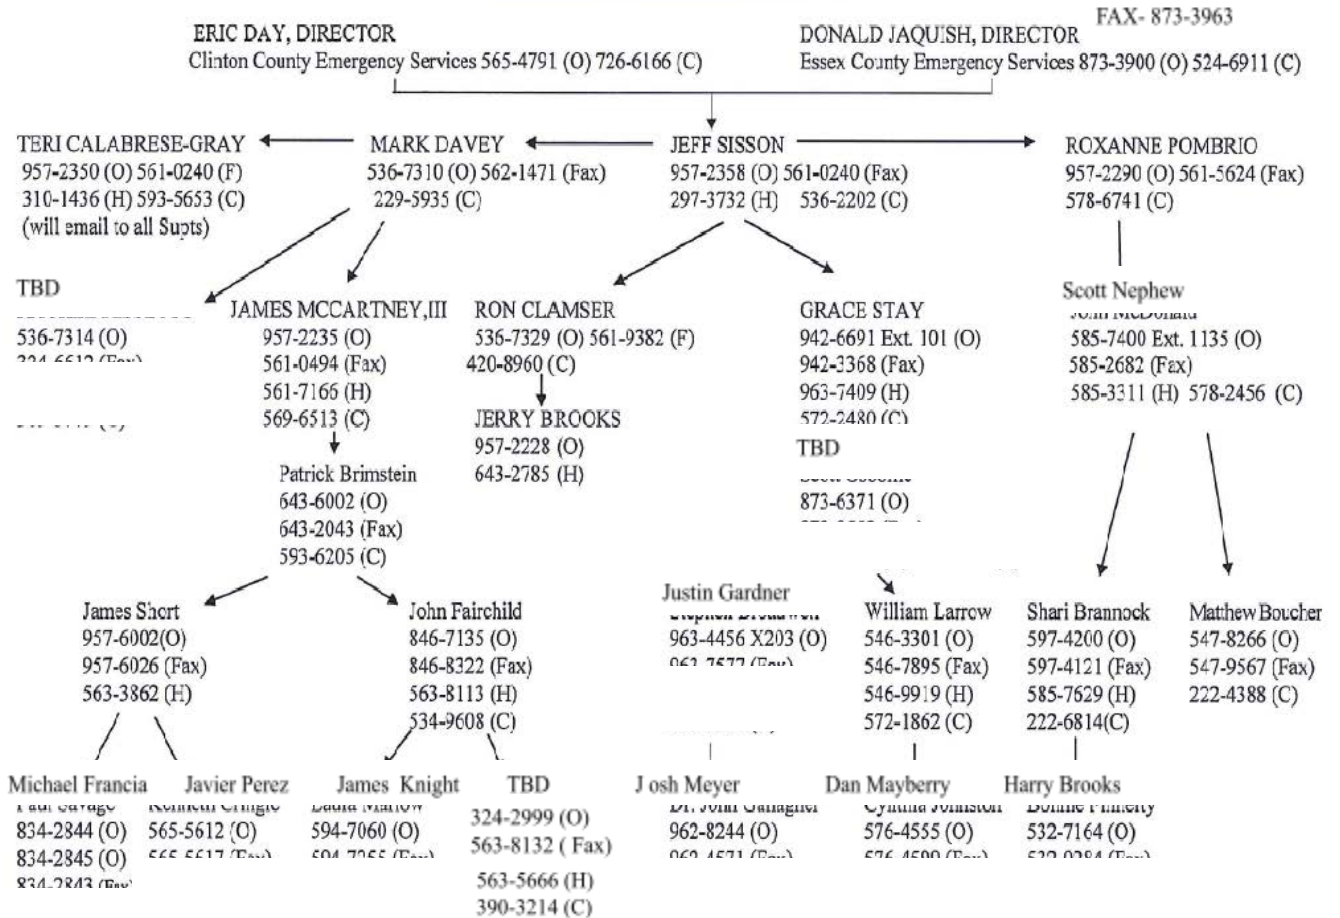 FAX- 873-3963
ERIC DAY, DIRECTOR
Clinton County Emergency Services 565-4791 (O) 726-6166 (C)
DONALD JAQUISH, DIRECTOR
Essex County Emergency Services 873-3900 (O) 524-6911 (C)
TERI CALABRESE-GRAY
957-2350 (O) 561-0240 (F)
310-1436 (H) 593-5653 (C)
(will email to all Supts)
MARK DAVEY
536-7310 (O) 562-1471 (Fax)
229-5935 (C)
JEFF SISSON
957-2358 (O) 561-0240 (Fax)
297-3732 (H) 536-2202 (C)
ROXANNE POMBRIO
957-2290 (O) 561-5624 (Fax)
578-6741 (C)
TBD
536-7314 (O)
JAMES MCCARTNEY,III
957-2235 (O)
561-0494 (Fax)
561-7166 (H)
569-6513 (C)
RON CLAMSER
536-7329 (O) 561-9382 (F)
420-8960 (C)
JERRY BROOKS
957-2228 (O)
643-2785 (H)
GRACE STAY
942-6691 Ext. 101 (O)
942-3368 (Fax)
963-7409 (H)
572-2480 (C)
TBD
873-6371 (O)
Scott Nephew
585-7400 Ext. 1135 (O)
585-2682 (Fax)
585-3311 (H) 578-2456 (C)
Patrick Brimstein
643-6002 (O)
643-2043 (Fax)
593-6205 (C)
James Short
957-6002(O)
957-6026 (Fax)
563-3862 (H)
John Fairchild
846-7135 (O)
846-8322 (Fax)
563-8113 (H)
534-9608 (C)
Justin Gardner
963-4456 X203 (O)
William Larrow
546-3301 (O)
546-7895 (Fax)
546-9919 (H)
572-1862 (C)
Shari Brannock
597-4200 (O)
597-4121 (Fax)
585-7629 (H)
222-6814(C)
Matthew Boucher
547-8266 (O)
547-9567 (Fax)
222-4388 (C)
Michael Francia
834-2844 (O)
834-2845 (O)
834-2843 (Fax)
Javier Perez
565-5612 (O)
James Knight
594-7060 (O)
TBD
324-2999 (O)
563-8132 ( Fax)
563-5666 (H)
390-3214 (C)
J osh Meyer
962-8244 (O)
Dan Mayberry
576-4555 (O)
Harry Brooks
532-7164 (O)